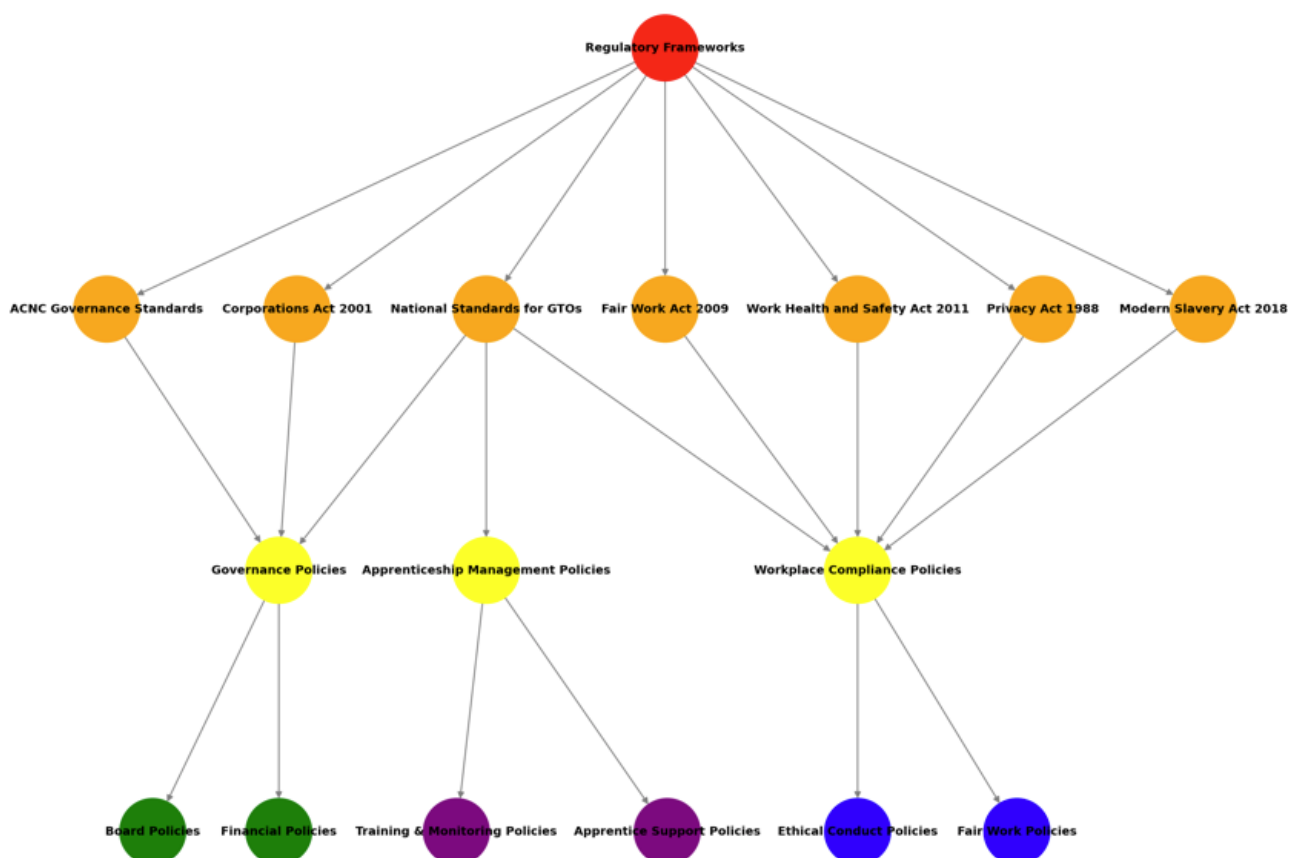 Regulatory Frameworks
ACNC Governance Standards
Corporations Act 2001
National Standards for GTOs
Fair Work Act 2009
Work Health and Safety Act 2011
Privacy Act 1988
Modern Slavery Act 2018
Governance Policies
Apprenticeship Management Policies
Workplace Compliance Policies
Board Policies
Financial Policies
Training & Monitoring Policies
Apprentice Support Policies
Ethical Conduct Policies
Fair Work Policies